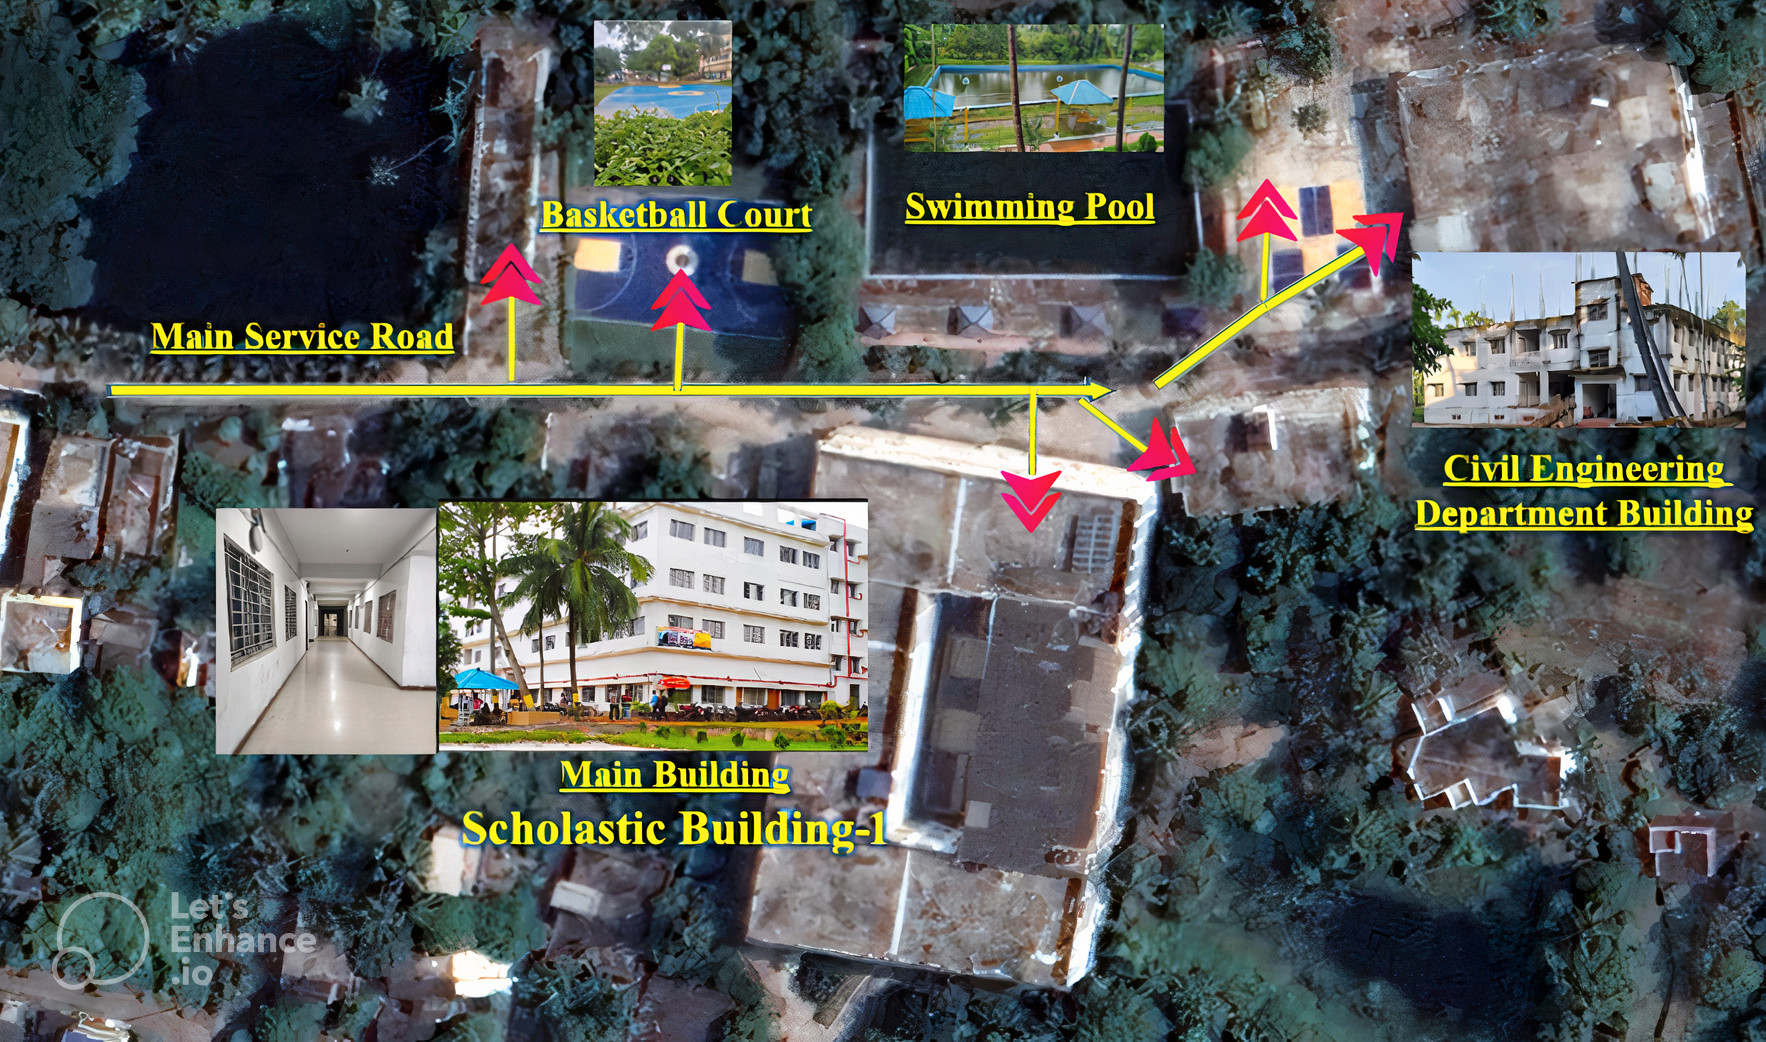 Basketball Court
Swimming Pool
Main Service Road
Civil Engineering
Department Building
Main Building
Scholastic Building-1
Let's
Enhance
.io